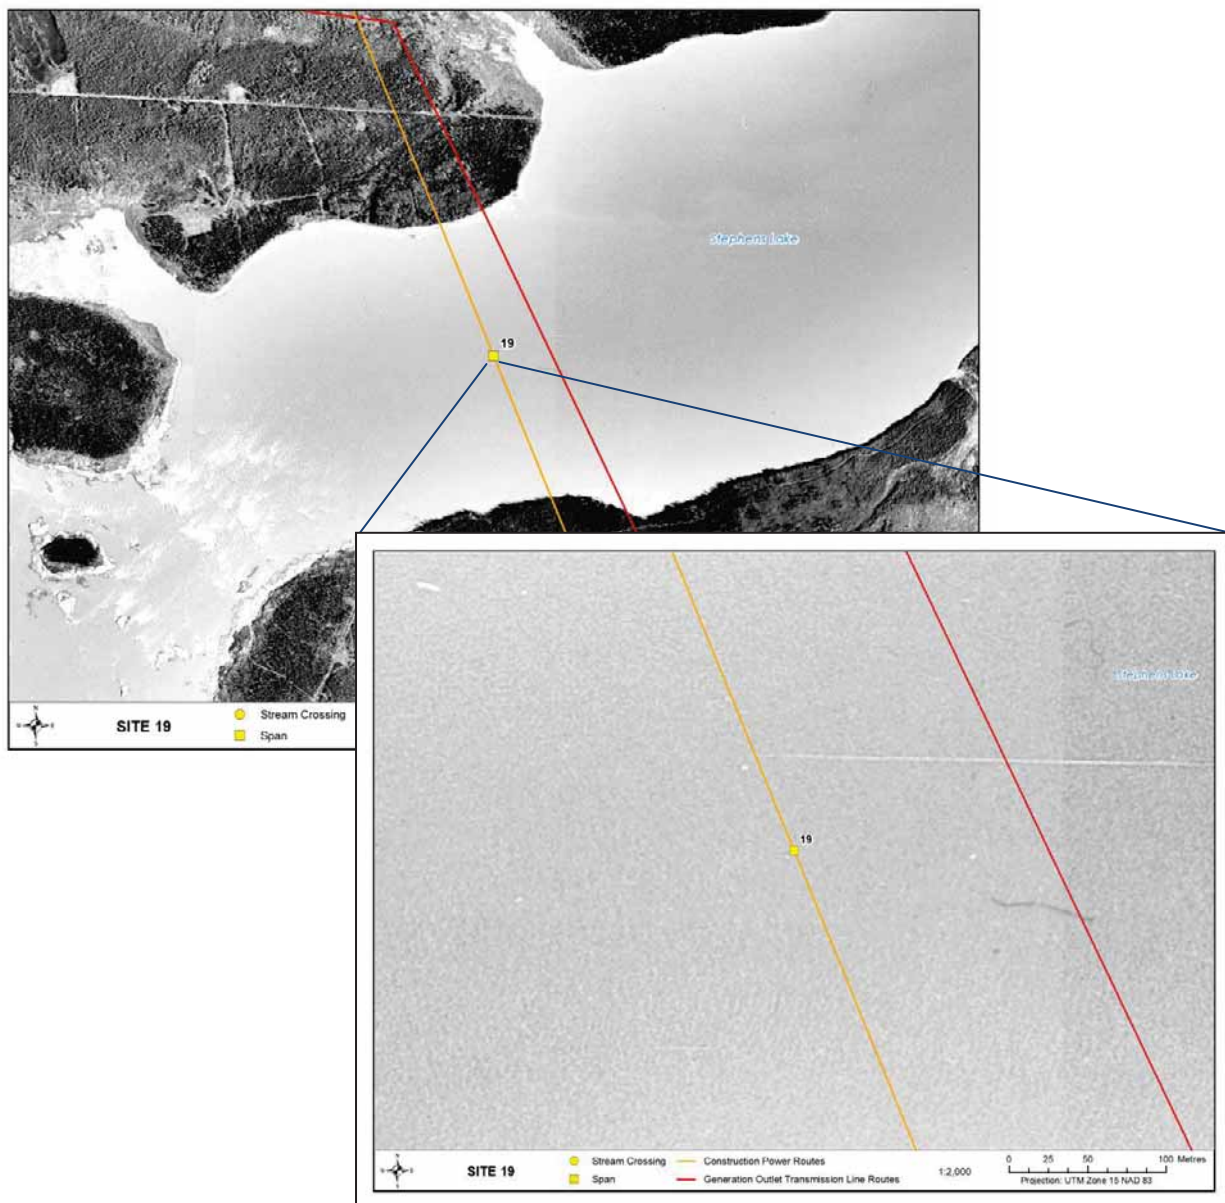 Stephens Lake
19
N
W E
S
SITE 19
Stream Crossing
Span
Stephens Lake
19
N
W E
S
SITE 19
Stream Crossing
Span
Construction Power Routes
Generation Outlet Transmission Line Routes
1:2,000
0 25 50 100 Metres
Projection: UTM Zone 15 NAD 83